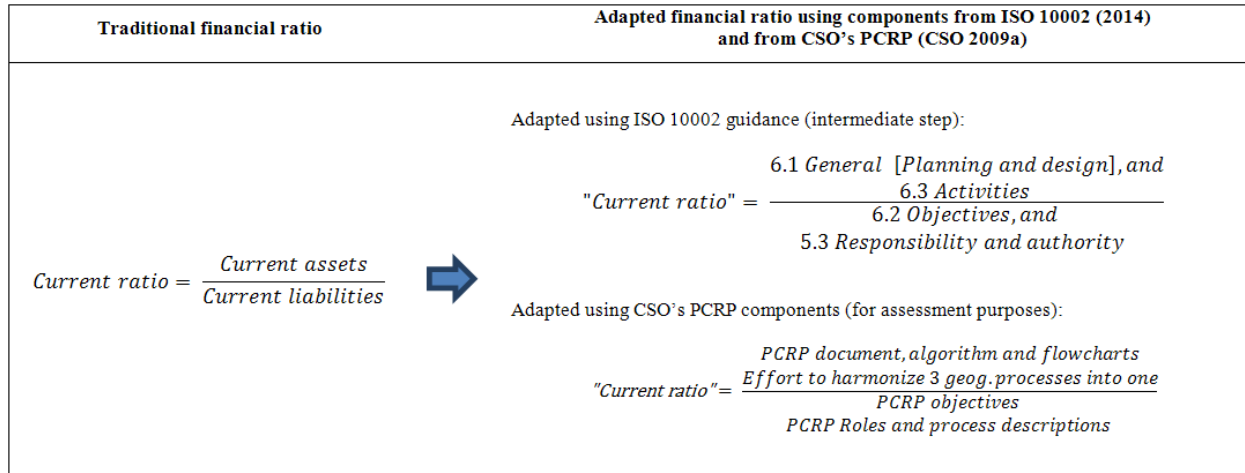 Traditional financial ratio
Adapted financial ratio using components from ISO 10002 (2014)
and from CSO's PCRP (CSO 2009a)
Current ratio = Current assets / Current liabilities
Adapted using ISO 10002 guidance (intermediate step):
6.1 General [Planning and design], and
6.3 Activities
"Current ratio" =
6.2 Objectives, and
5.3 Responsibility and authority
Adapted using CSO's PCRP components (for assessment purposes):
PCRP document, algorithm and flowcharts
Effort to harmonize 3 geog. processes into one
"Current ratio" =
PCRP objectives
PCRP Roles and process descriptions